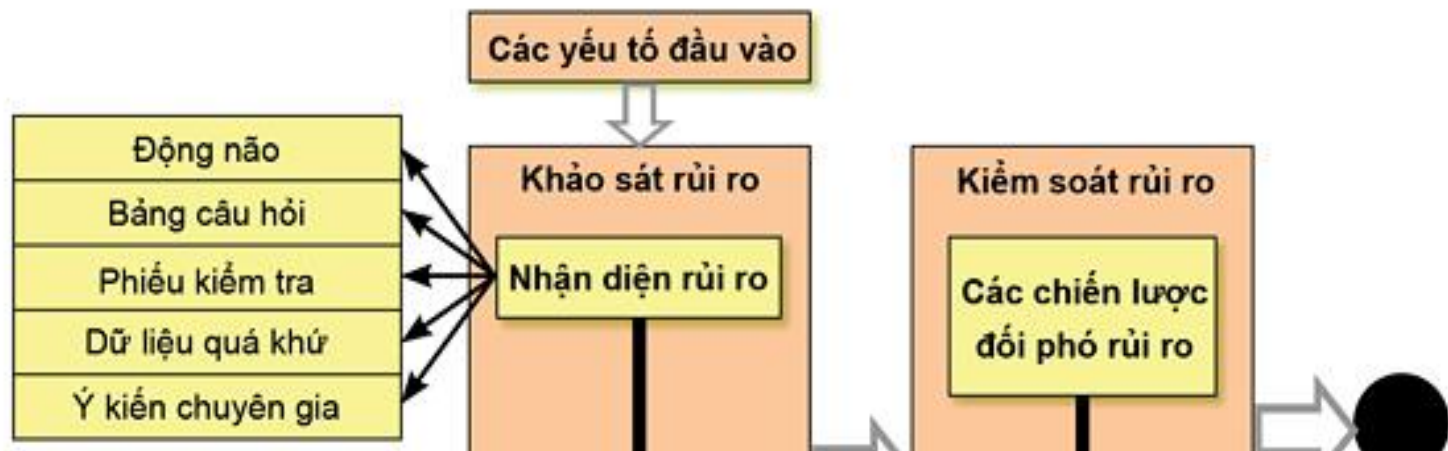 Các yếu tố đầu vào
Động não
Bảng câu hỏi
Phiếu kiểm tra
Dữ liệu quá khứ
Ý kiến chuyên gia
Khảo sát rủi ro
Nhận diện rủi ro
Kiểm soát rủi ro
Các chiến lược
đối phó rủi ro